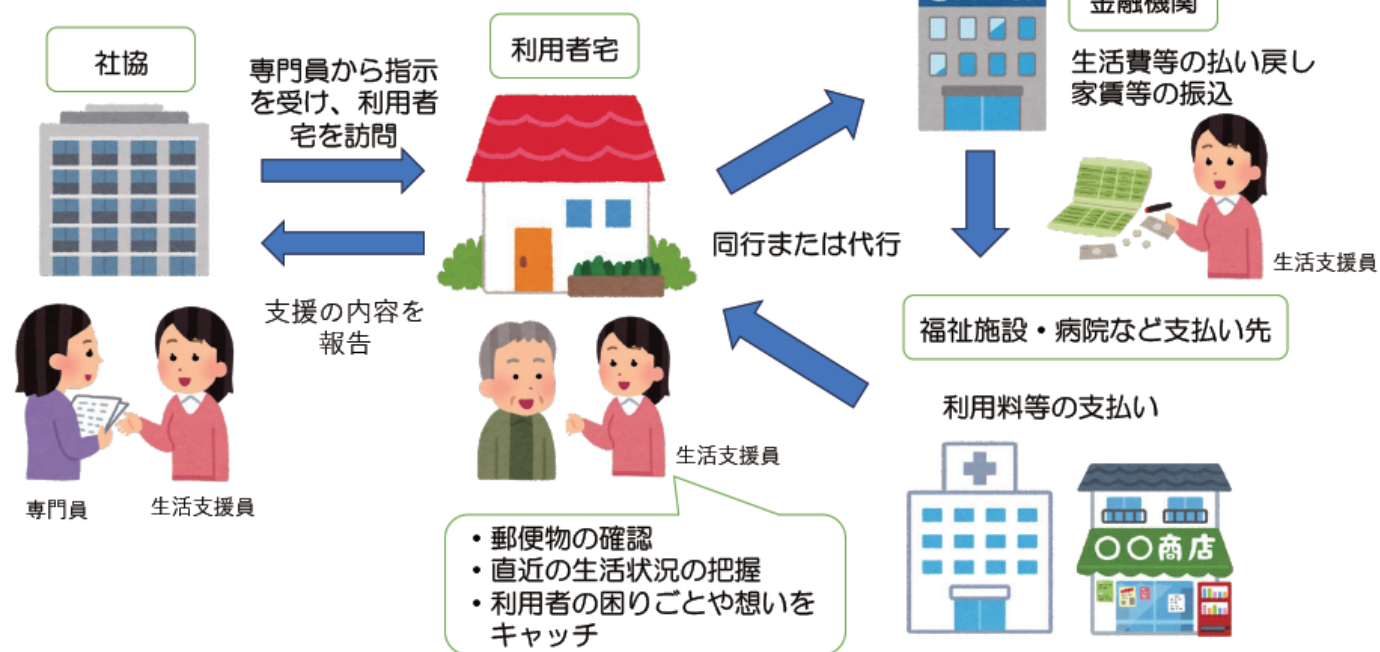 社協
専門員から指示
を受け、利用者
宅を訪問
支援の内容を
報告
専門員
生活支援員
利用者宅
生活支援員
・郵便物の確認
・直近の生活状況の把握
・利用者の困りごとや想いを
キャッチ
同行または代行
金融機関
生活費等の払い戻し
家賃等の振込
生活支援員
福祉施設・病院など支払い先
利用料等の支払い
〇〇商店